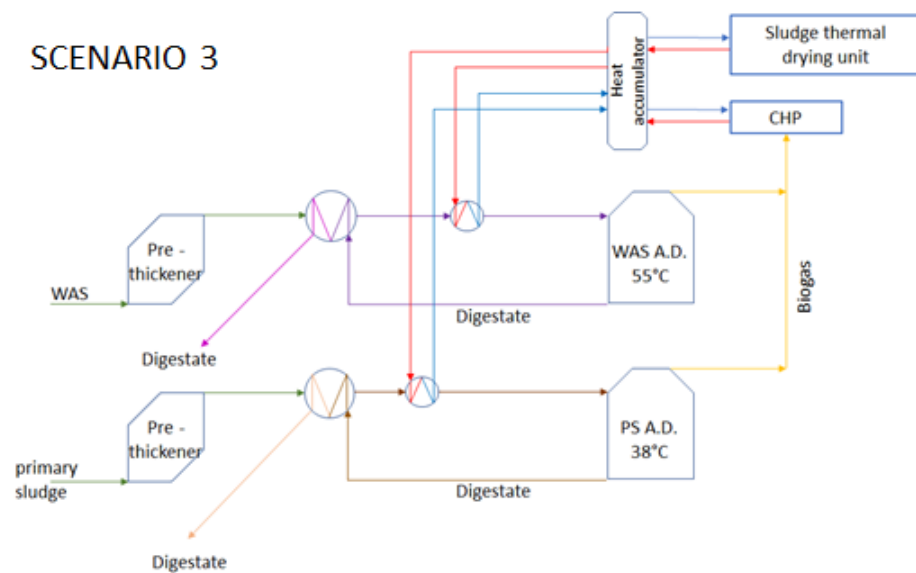 SCENARIO 3
Heat
accumulator
Sludge thermal
drying unit
CHP
Pre -
thickener
WAS
WAS A.D.
55°C
Digestate
Biogas
Digestate
Pre -
thickener
PS A.D.
38°C
primary
sludge
Digestate
Digestate